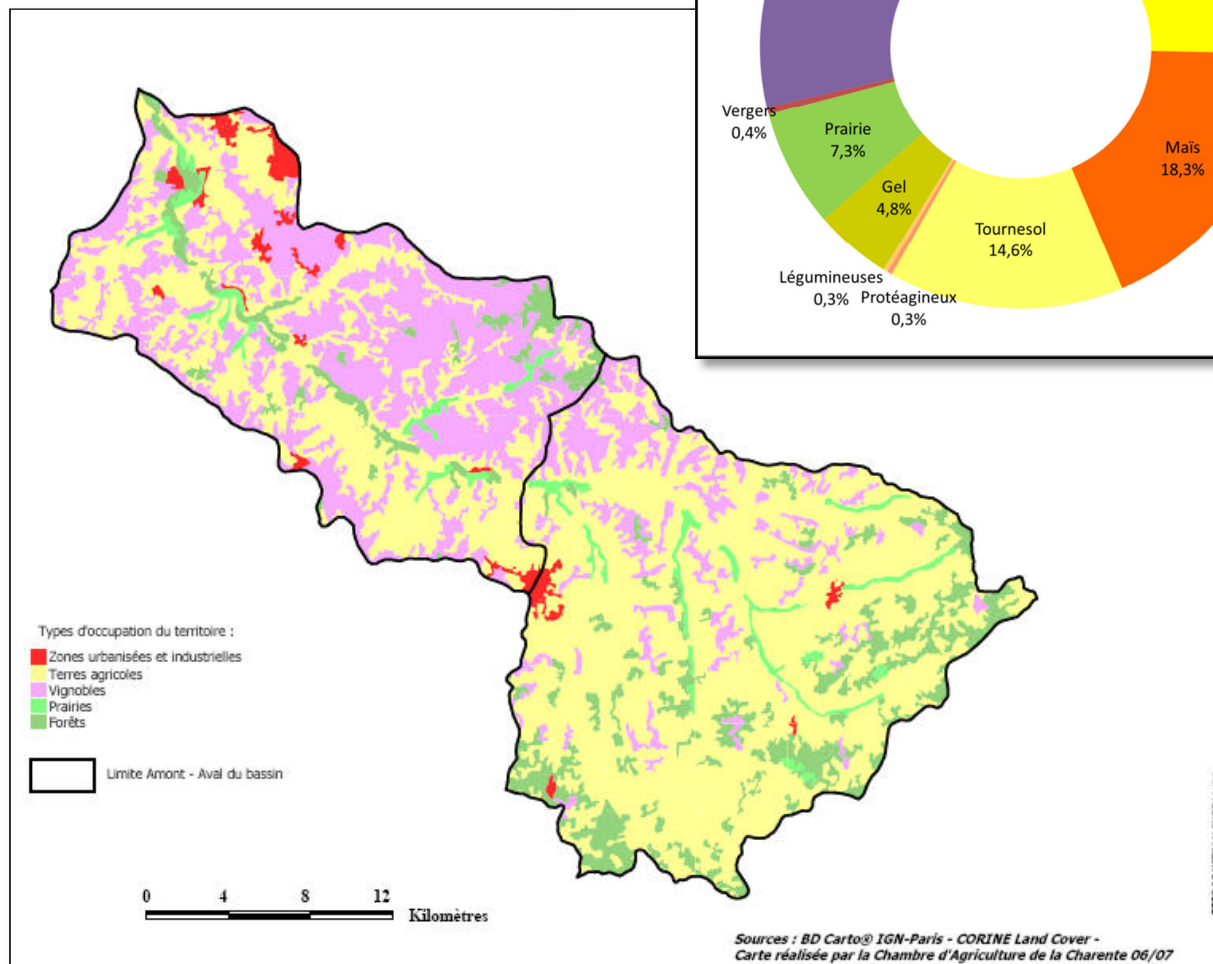 Vergers
0,4%
Prairie
7,3%
Gel
4,8%
Légumineuses
0,3%
Protéagineux
0,3%
Tournesol
14,6%
Maïs
18,3%
Types d'occupation du territoire :
Zones urbanisées et industrielles
Terres agricoles
Vignobles
Prairies
Forêts
Limite Amont - Aval du bassin
0 4 8 12
Kilomètres
Sources : BD Carto® IGN-Paris - CORINE Land Cover -
Carte réalisée par la Chambre d'Agriculture de la Charente 06/07